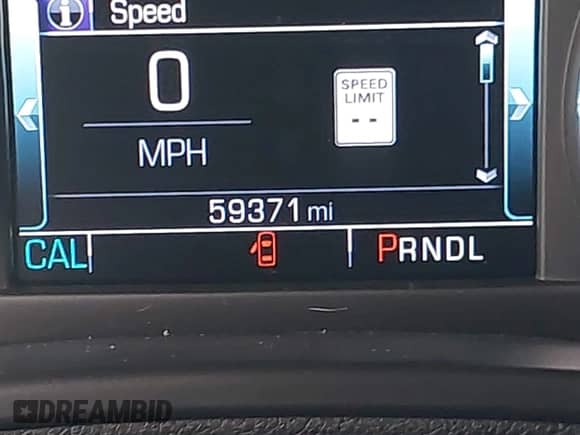 Speed
0
MPH
SPEED
LIMIT
--
59371 mi
CAL
PRNDL
DREAMBID